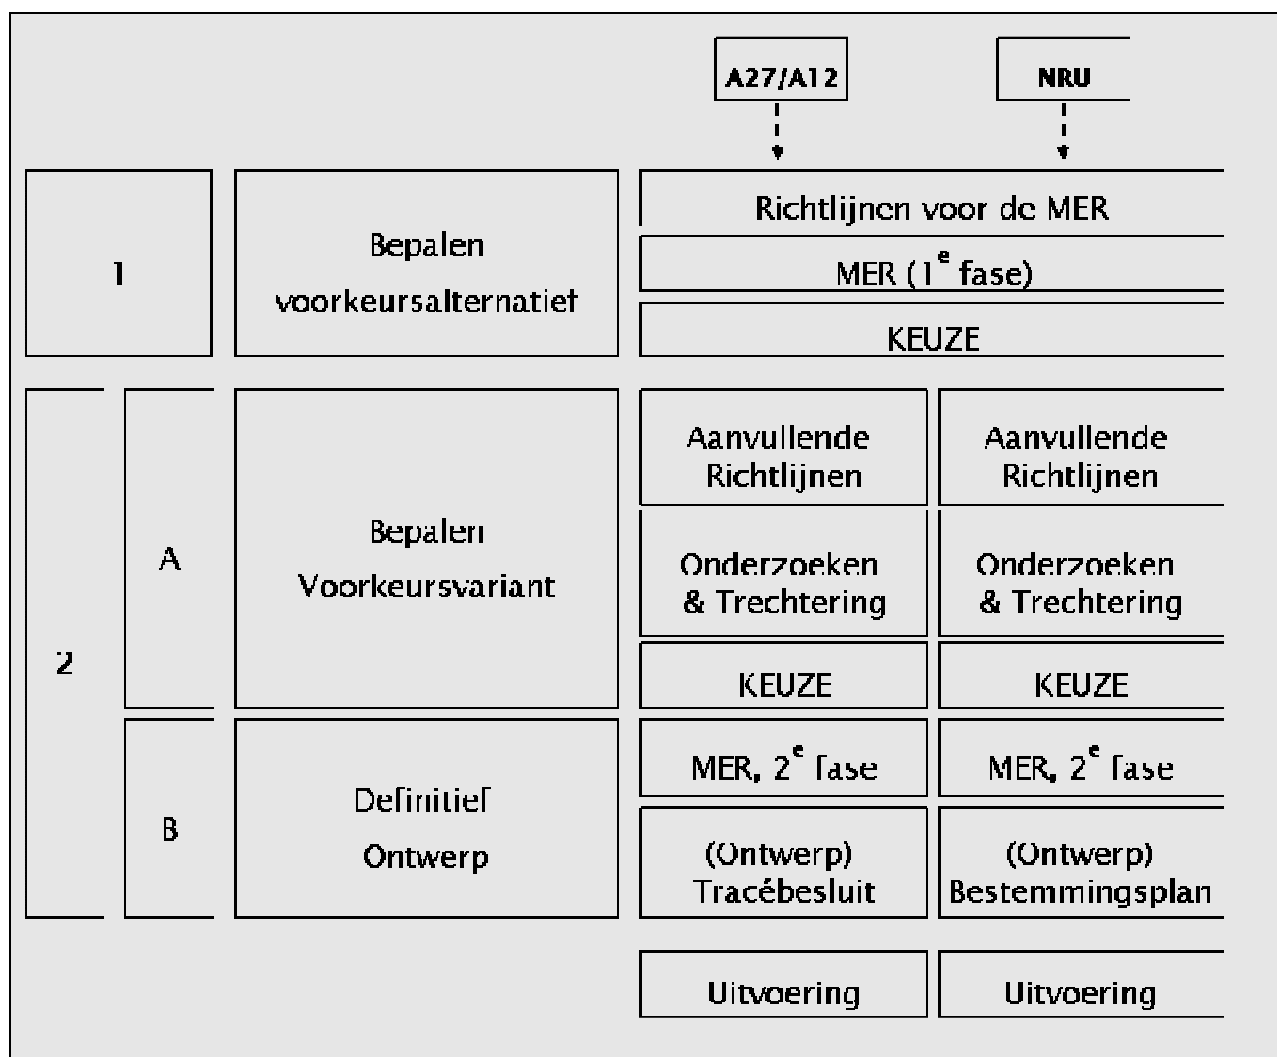 A27/A12 NRU
1
Bepalen
voorkeursalternatief
Richtlijnen voor de MER
MER (1e fase)
KEUZE
2
A
Bepalen
Voorkeursvariant
Aanvullende
Richtlijnen
Aanvullende
Richtlijnen
Onderzoeken
& Trechtering
Onderzoeken
& Trechtering
KEUZE
KEUZE
B
Definitief
Ontwerp
MER, 2e fase
MER, 2e fase
(Ontwerp)
Tracébesluit
(Ontwerp)
Bestemmingsplan
Uitvoering
Uitvoering